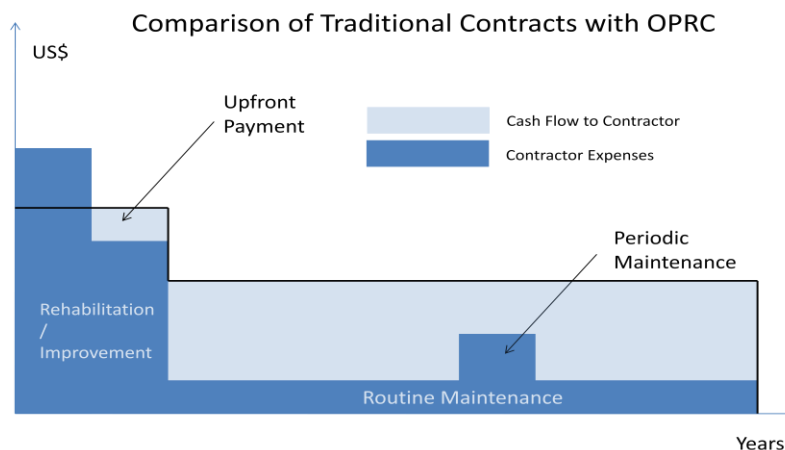 Comparison of Traditional Contracts with OPRC
US$
Upfront
Payment
Cash Flow to Contractor
Contractor Expenses
Periodic
Maintenance
Rehabilitation
/
Improvement
Routine Maintenance
Years